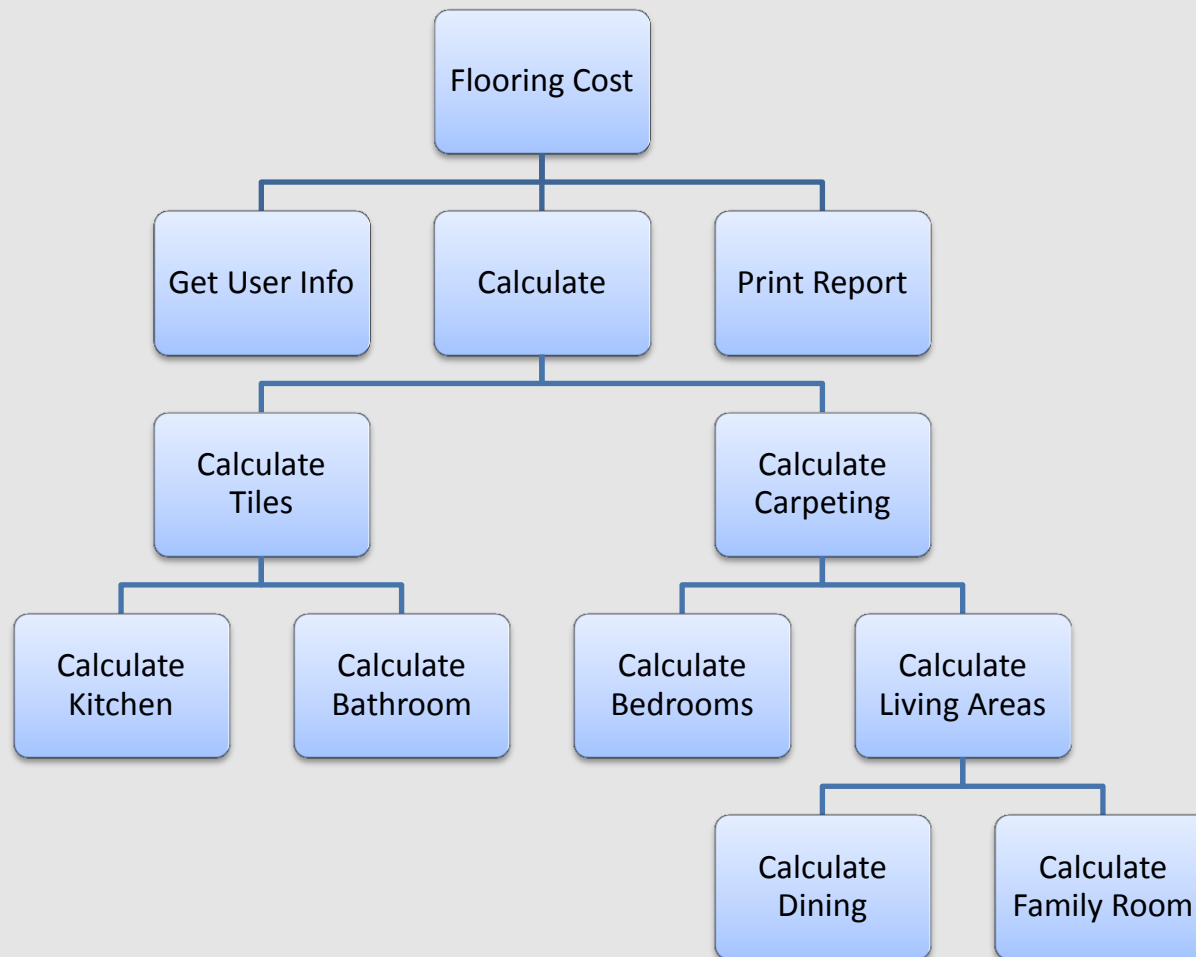 Flooring Cost
Get User Info
Calculate
Print Report
Calculate
Tiles
Calculate
Carpeting
Calculate
Kitchen
Calculate
Bathroom
Calculate
Bedrooms
Calculate
Living Areas
Calculate
Dining
Calculate
Family Room